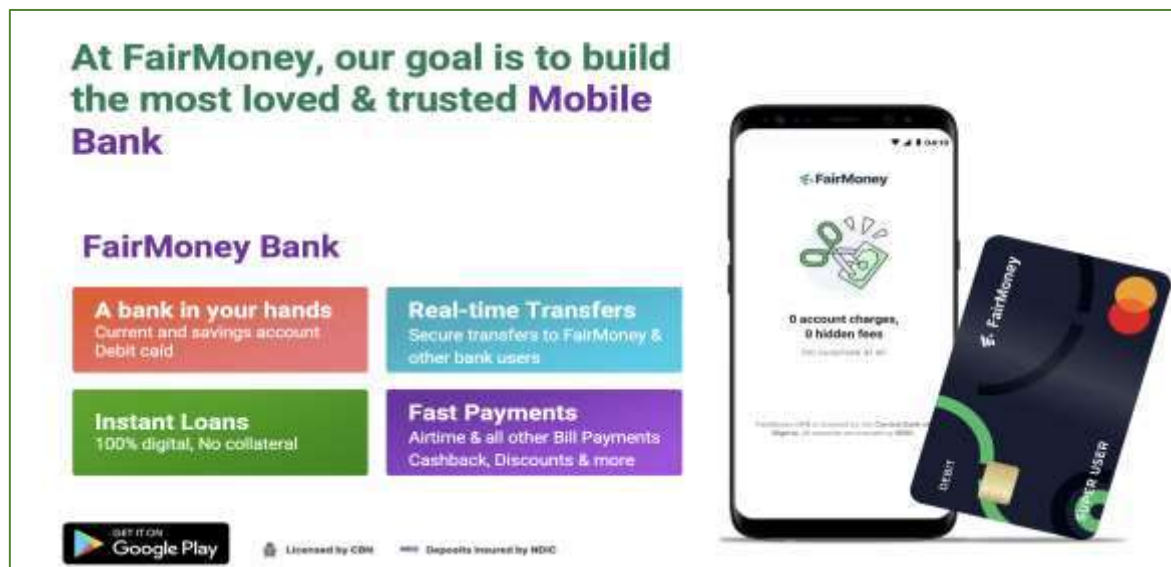 At FairMoney, our goal is to build
the most loved & trusted Mobile
Bank
FairMoney Bank
A bank in your hands
Current and savings account
Debit card
Real-time Transfers
Secure transfers to FairMoney &
other bank users
Instant Loans
100% digital, No collateral
Fast Payments
Airtime & all other Bill Payments
Cashback, Discounts & more
GET IT ON
Google Play
Licensed by CBN
Deposits Insured by NDIC
FairMoney
0 account charges,
0 hidden fees
FairMoney
DEBIT
SUPER USER